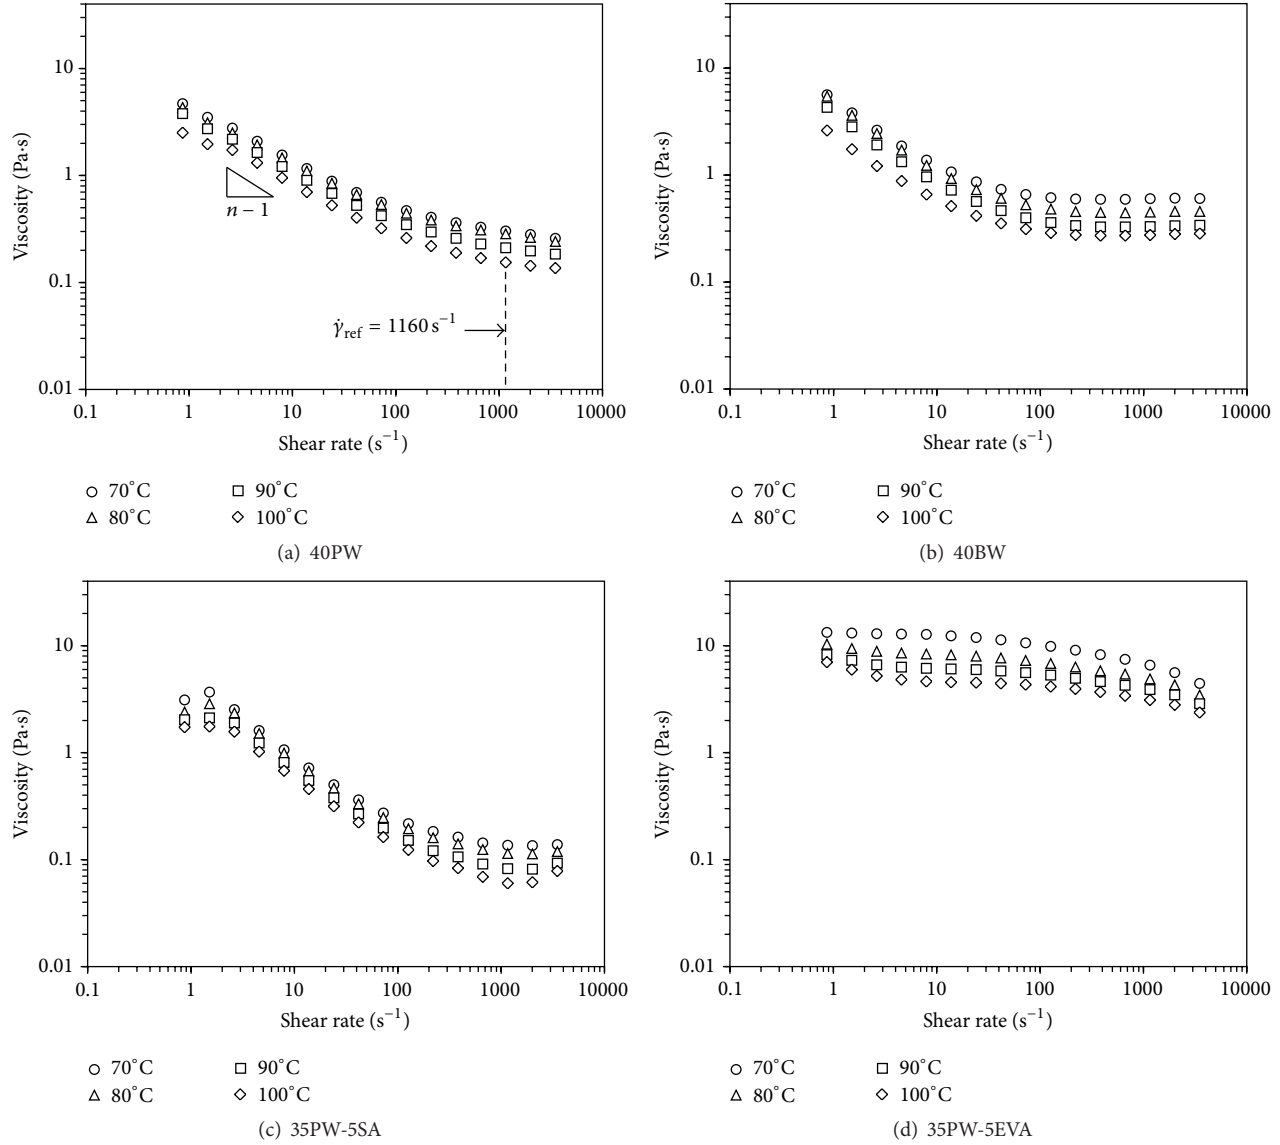 10
1
0.1
0.01
Viscosity (Pa·s)
n − 1
γ̇ref = 1160 s⁻¹
0.1 1 10 100 1000 10000
Shear rate (s⁻¹)
70°C 90°C
80°C 100°C
(a) 40PW
10
1
0.1
0.01
Viscosity (Pa·s)
0.1 1 10 100 1000 10000
Shear rate (s⁻¹)
70°C 90°C
80°C 100°C
(b) 40BW
10
1
0.1
0.01
Viscosity (Pa·s)
0.1 1 10 100 1000 10000
Shear rate (s⁻¹)
70°C 90°C
80°C 100°C
(c) 35PW-5SA
10
1
0.1
0.01
Viscosity (Pa·s)
0.1 1 10 100 1000 10000
Shear rate (s⁻¹)
70°C 90°C
80°C 100°C
(d) 35PW-5EVA